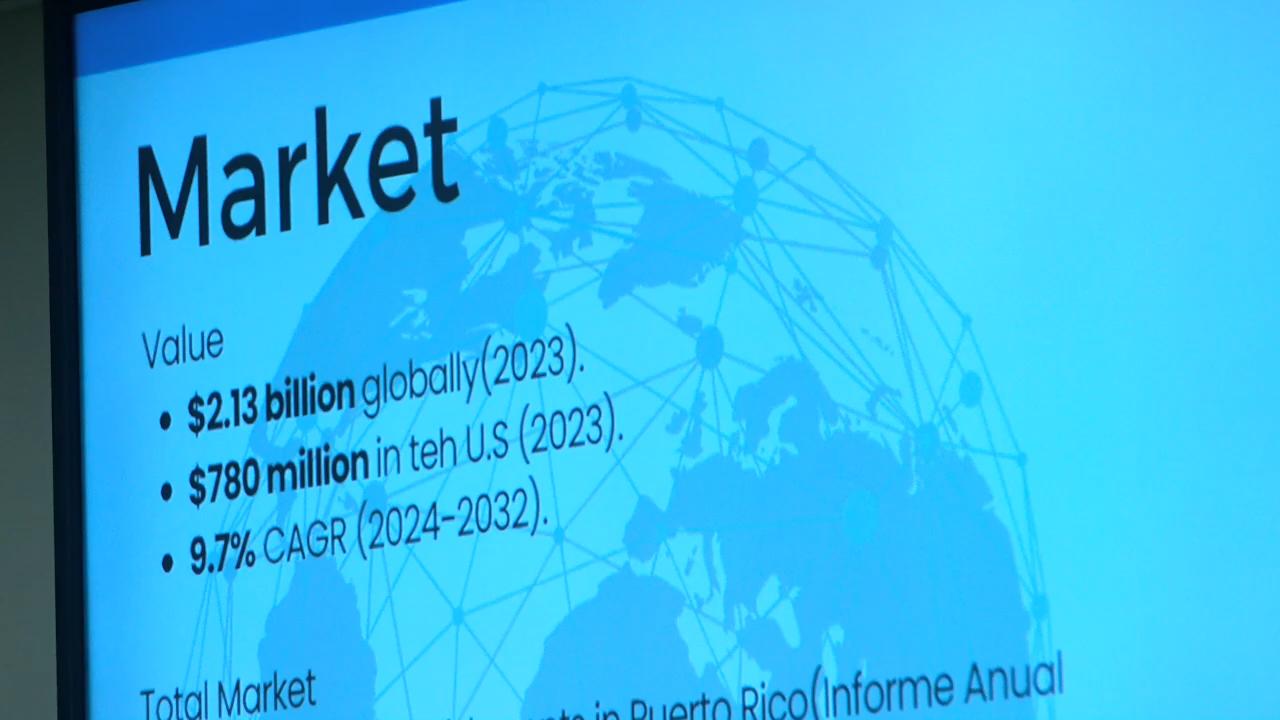 Market
Value
• $2.13 billion globally(2023).
• $780 million in teh U.S (2023).
• 9.7% CAGR (2024-2032).
Total Market
in Puerto Rico(Informe Anual